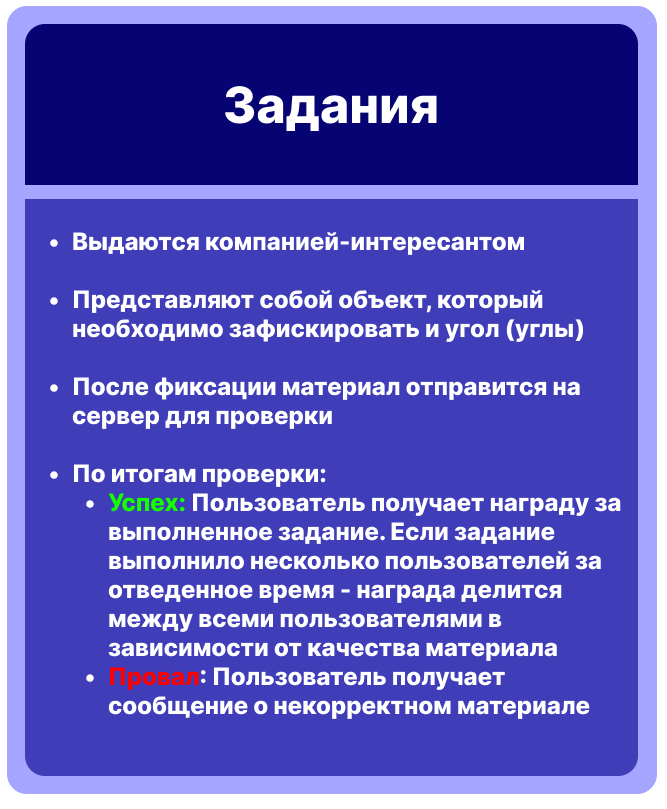 Задания
• Выдаются компанией-интересантом
• Представляют собой объект, который
необходимо зафискировать и угол (углы)
• После фиксации материал отправится на
сервер для проверки
• По итогам проверки:
• Успех: Пользователь получает награду за
выполненное задание. Если задание
выполнило несколько пользователей за
отведенное время - награда делится
между всеми пользователями в
зависимости от качества материала
• Провал: Пользователь получает
сообщение о некорректном материале